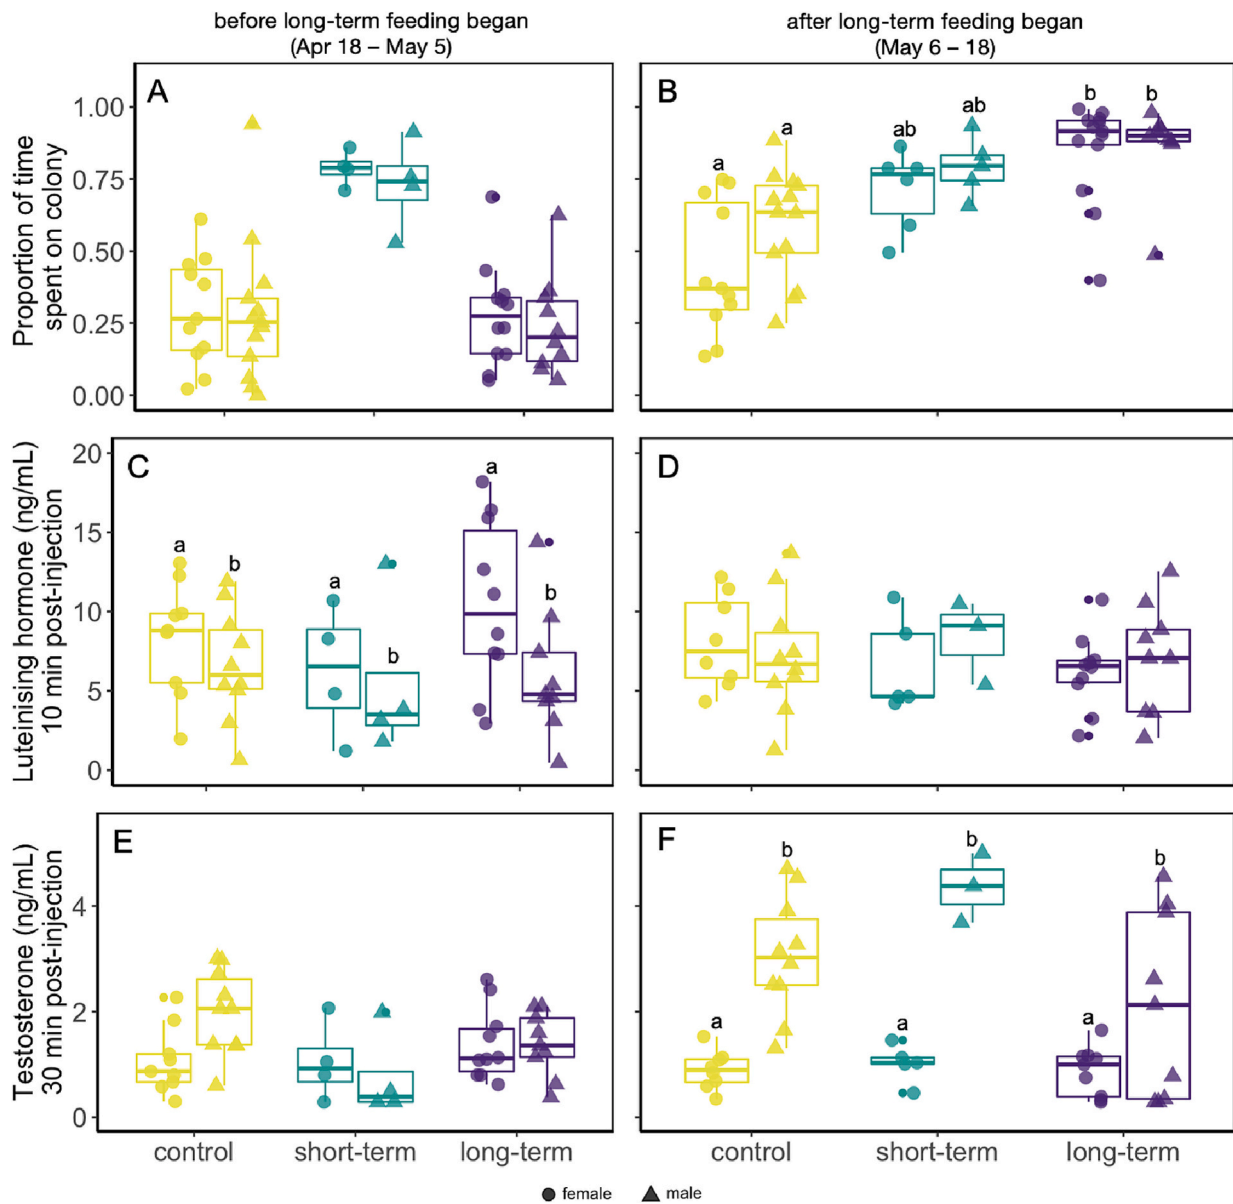 before long-term feeding began
(Apr 18 – May 5)
after long-term feeding began
(May 6 – 18)
Proportion of time
spent on colony
1.00
0.75
0.50
0.25
0.00
A
B
a
a
ab
ab
b
b
Luteinising hormone (ng/mL)
10 min post-injection
20
15
10
5
0
C
a
b
a
b
a
b
D
Testosterone (ng/mL)
30 min post-injection
4
2
0
E
F
a
b
a
b
a
b
control
short-term
long-term
control
short-term
long-term
female
male